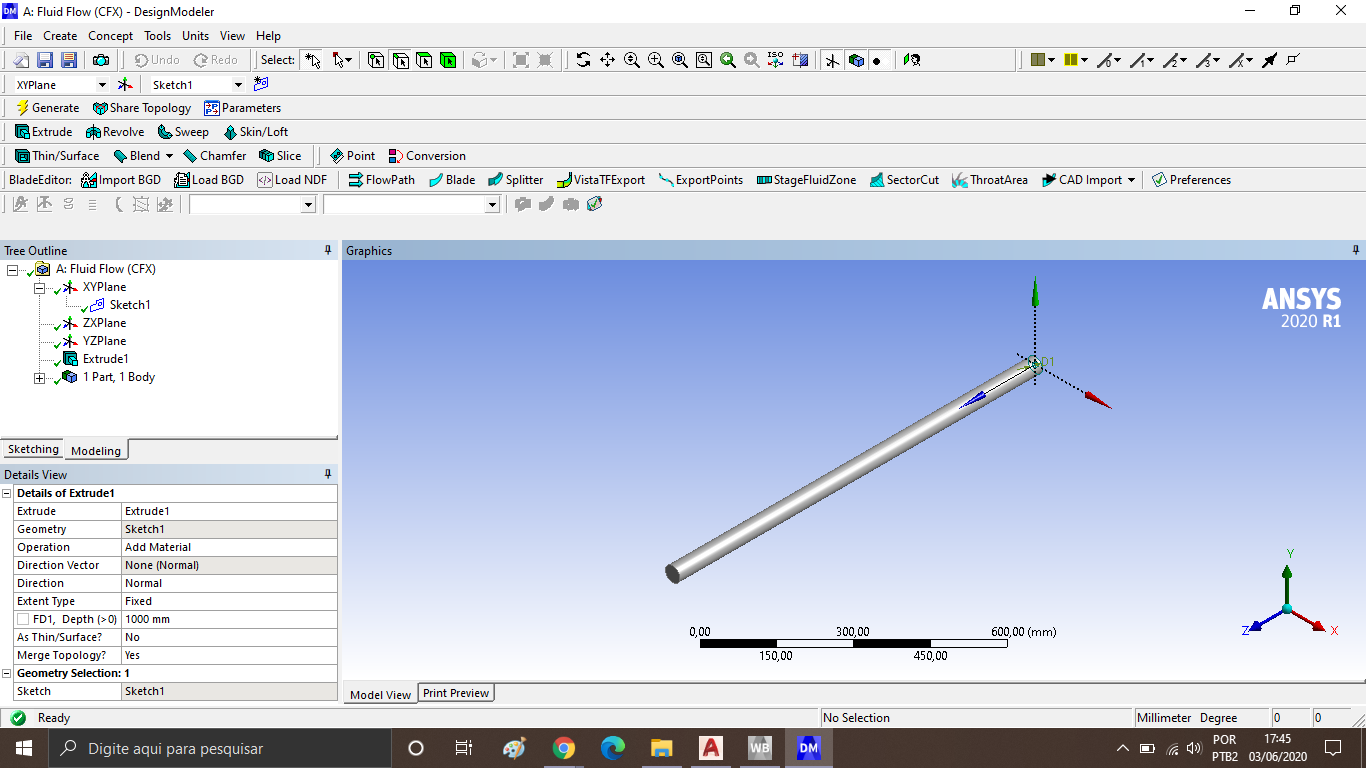 DM A: Fluid Flow (CFX) - DesignModeler
File Create Concept Tools Units View Help
Undo Redo Select: ISO
XYPlane Sketch1
Generate Share Topology Parameters
Extrude Revolve Sweep Skin/Loft
Thin/Surface Blend Chamfer Slice Point Conversion
BladeEditor: Import BGD Load BGD Load NDF FlowPath Blade Splitter VistaTFExport ExportPoints StageFluidZone SectorCut ThroatArea CAD Import Preferences
Tree Outline
A: Fluid Flow (CFX)
XYPlane
Sketch1
ZXPlane
YZPlane
Extrude1
1 Part, 1 Body
Sketching Modeling
Details View
Details of Extrude1
Extrude Extrude1
Geometry Sketch1
Operation Add Material
Direction Vector None (Normal)
Direction Normal
Extent Type Fixed
FD1, Depth (>0) 1000 mm
As Thin/Surface? No
Merge Topology? Yes
Geometry Selection: 1
Sketch Sketch1
Graphics
ANSYS
2020 R1
D1
Y
Z X
0,00 300,00 600,00 (mm)
150,00 450,00
Model View Print Preview
Ready No Selection Millimeter Degree 0 0
Digite aqui para pesquisar A WB DM POR 17:45
PTB2 03/06/2020